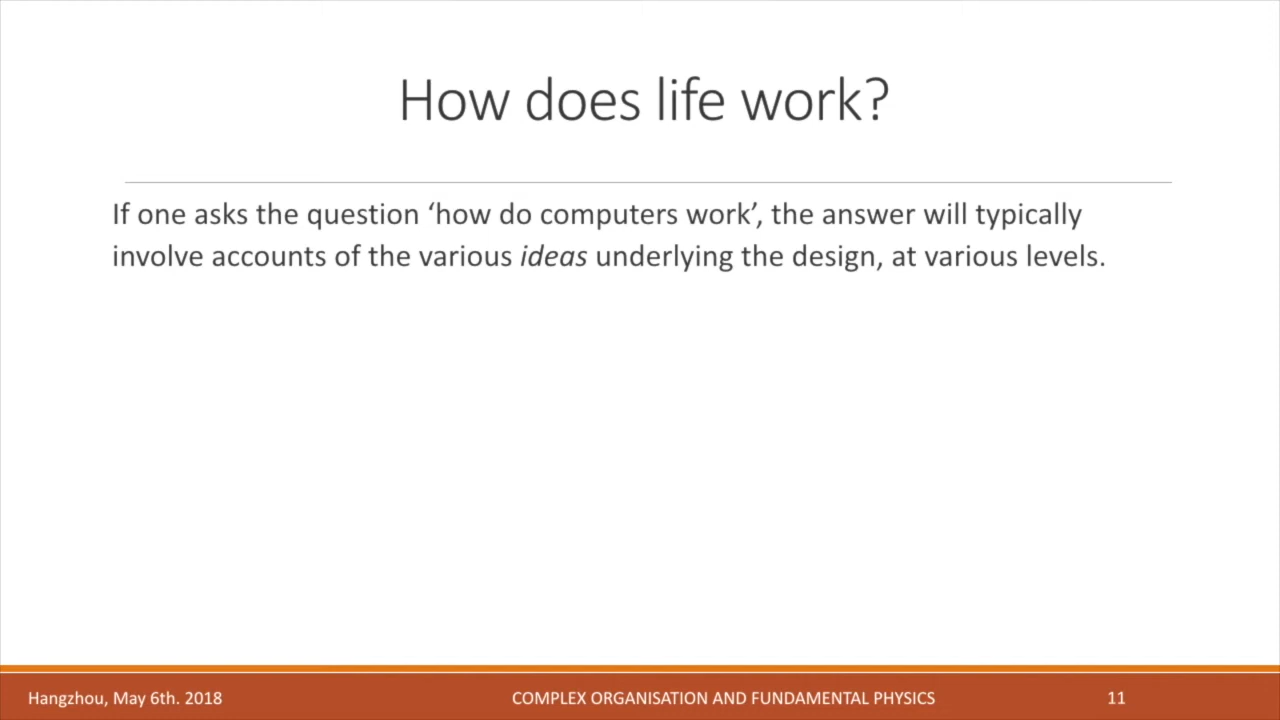 How does life work?
If one asks the question ‘how do computers work’, the answer will typically
involve accounts of the various ideas underlying the design, at various levels.
Hangzhou, May 6th. 2018
COMPLEX ORGANISATION AND FUNDAMENTAL PHYSICS
11